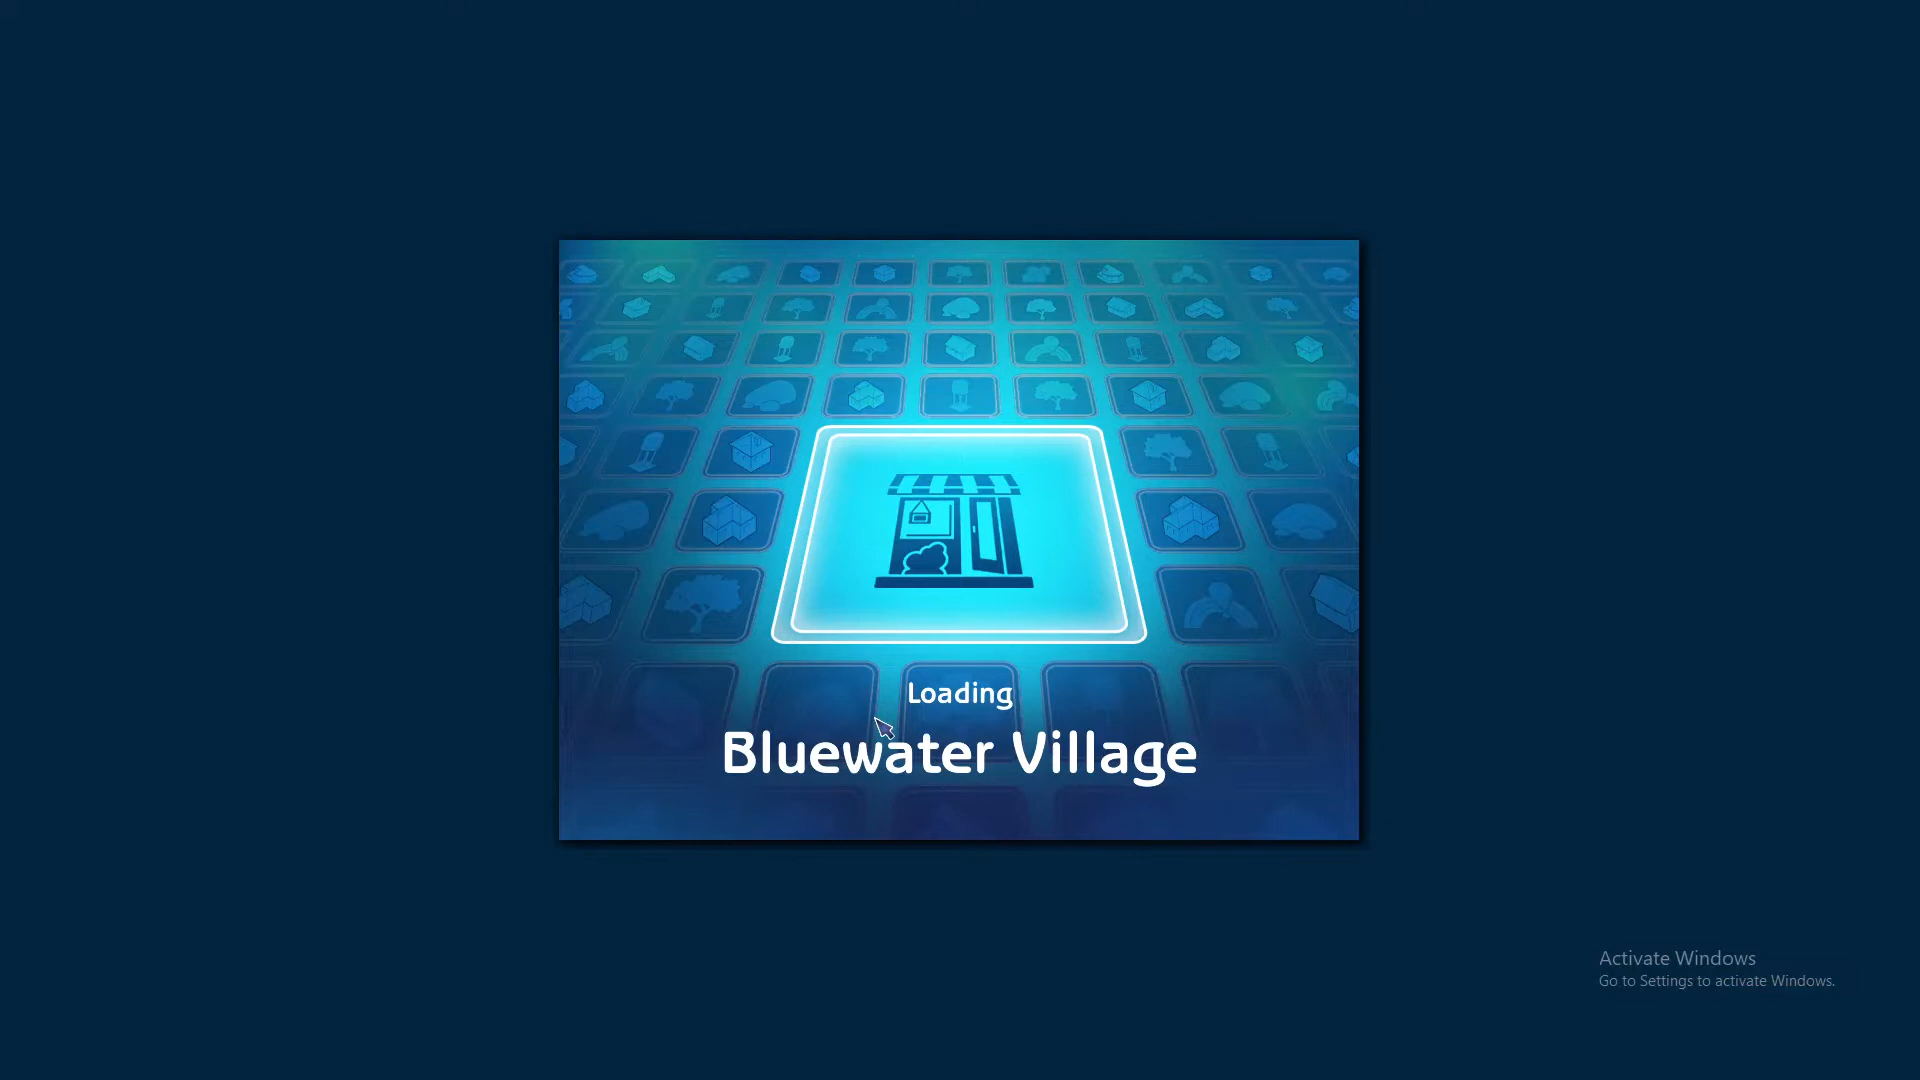 Loading
Bluewater Village
Activate Windows
Go to Settings to activate Windows.